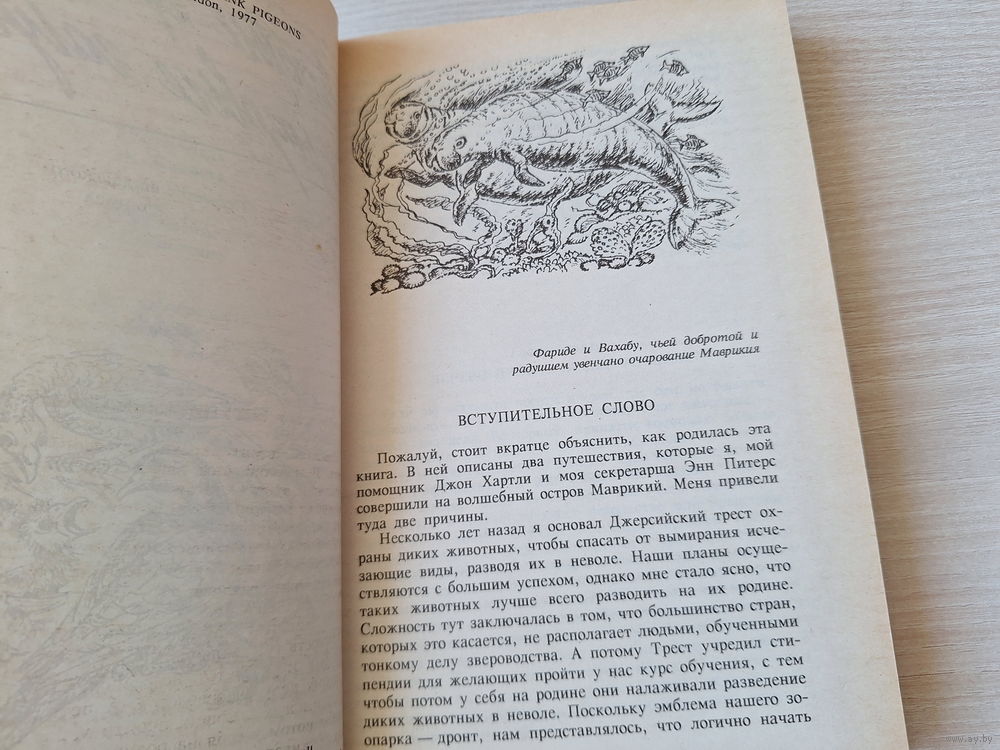 PIGEONS
1977
Фариде и Вахабу, чьей добротой и
радушием увенчано очарование Маврикия
ВСТУПИТЕЛЬНОЕ СЛОВО
Пожалуй, стоит вкратце объяснить, как родилась эта
книга. В ней описаны два путешествия, которые я, мой
помощник Джон Хартли и моя секретарша Энн Питерс
совершили на волшебный остров Маврикий. Меня привели
туда две причины.
Несколько лет назад я основал Джерсийский трест ох-
раны диких животных, чтобы спасать от вымирания исче-
зающие виды, разводя их в неволе. Наши планы осуще-
ствляются с большим успехом, однако мне стало ясно, что
таких животных лучше всего разводить на их родине.
Сложность тут заключалась в том, что большинство стран,
которых это касается, не располагает людьми, обученными
тонкому делу звероводства. А потому Трест учредил сти-
пендии для желающих пройти у нас курс обучения, с тем
чтобы потом у себя на родине они налаживали разведение
диких животных в неволе. Поскольку эмблема нашего зо-
опарка — дронт, нам представлялось, что логично начать
www.ay.by